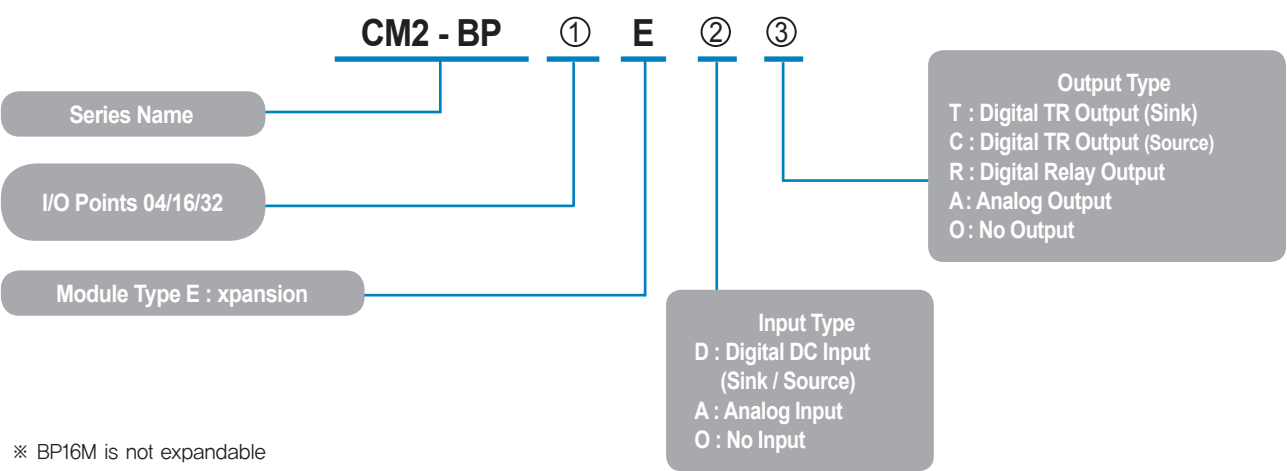 CM2 - BP ① E ② ③
Series Name
I/O Points 04/16/32
Module Type E : xpansion
Output Type
T : Digital TR Output (Sink)
C : Digital TR Output (Source)
R : Digital Relay Output
A : Analog Output
O : No Output
Input Type
D : Digital DC Input
(Sink / Source)
A : Analog Input
O : No Input
※ BP16M is not expandable